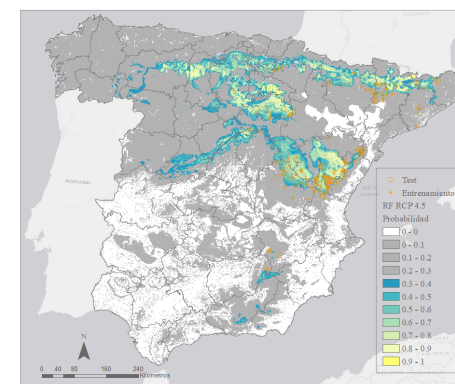 PORTUGAL
Test
Entrenamiento
RF RCP 4.5
Probabilidad
0 - 0
0 - 0.1
0.1 - 0.2
0.2 - 0.3
0.3 - 0.4
0.4 - 0.5
0.5 - 0.6
0.6 - 0.7
0.7 - 0.8
0.8 - 0.9
0.9 - 1
N
0 40 80 160 240
Kilometros